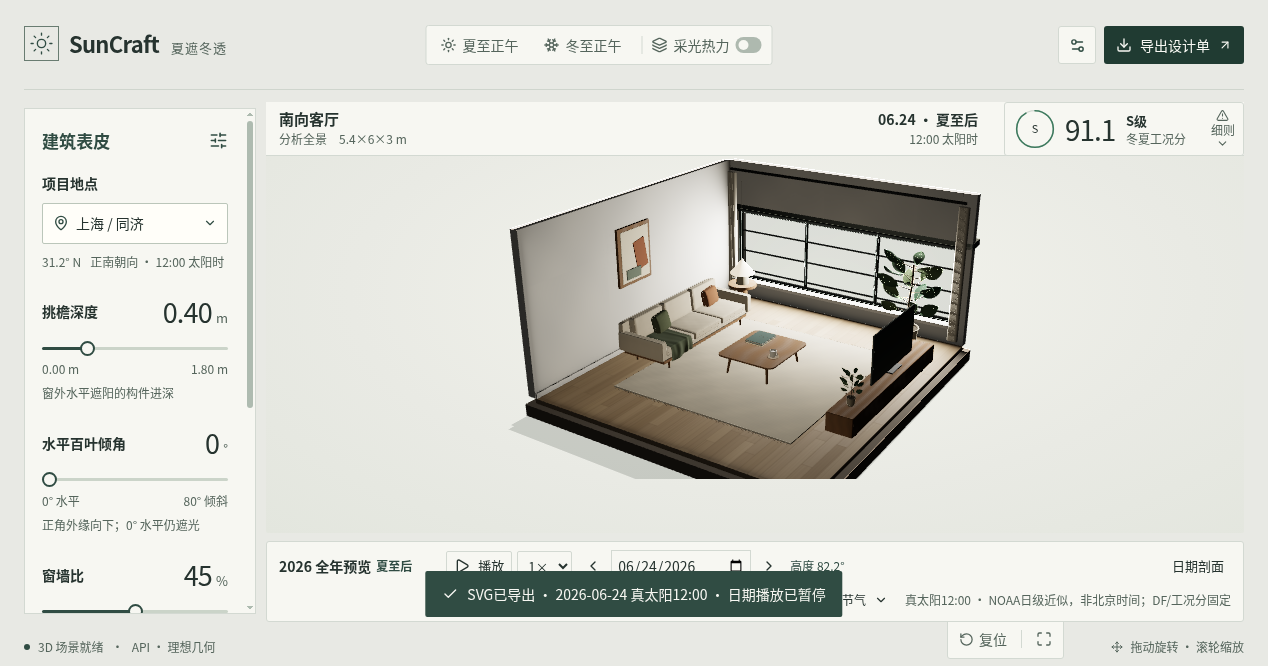 SunCraft 夏遮冬透
夏至正午 冬至正午 采光热力
导出设计单
建筑表皮
项目地点
上海 / 同济
31.2° N 正南朝向 · 12:00 太阳时
挑檐深度 0.40 m
0.00 m 1.80 m
窗外水平遮阳的构件进深
水平百叶倾角 0 °
0° 水平 80° 倾斜
正角外缘向下；0° 水平仍遮光
窗墙比 45 %
南向客厅
分析全景 5.4×6×3 m
06.24 · 夏至后
12:00 太阳时
S 91.1 S级
冬夏工况分
细则
2026 全年预览 夏至后 播放 1× 06/24/2026 高度 82.2° 日期剖面
SVG已导出 · 2026-06-24 真太阳12:00 · 日期播放已暂停
节气 真太阳12:00 · NOAA日级近似，非北京时间；DF/工况分固定
复位
3D 场景就绪 · API · 理想几何
拖动旋转 · 滚轮缩放